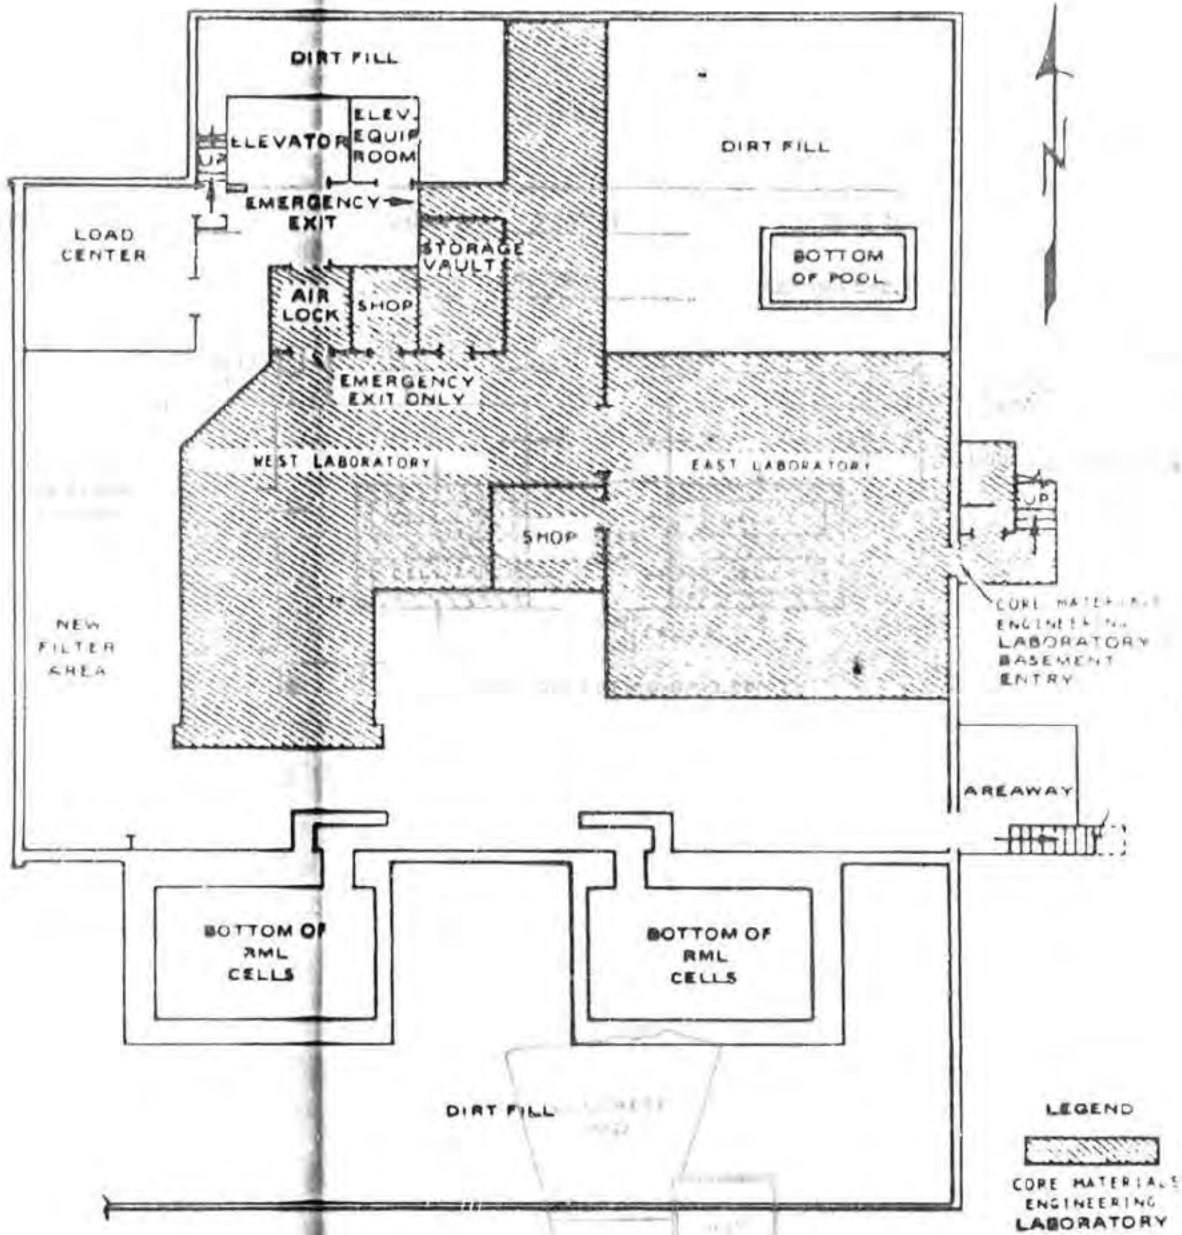 DIRT FILL
ELEV.
EQUIP
ROOM
ELEVATOR
UP
DIRT FILL
EMERGENCY
EXIT
LOAD
CENTER
STORAGE
VAULT
BOTTOM
OF POOL
AIR
LOCK
SHOP
EMERGENCY
EXIT ONLY
WEST LABORATORY
EAST LABORATORY
UP
SHOP
NEW
FILTER
AREA
CORE MATERIALS
ENGINEERING
LABORATORY
BASEMENT
ENTRY
AREAWAY
BOTTOM OF
RML
CELLS
BOTTOM OF
RML
CELLS
DIRT FILL
LEGEND
CORE MATERIALS
ENGINEERING
LABORATORY